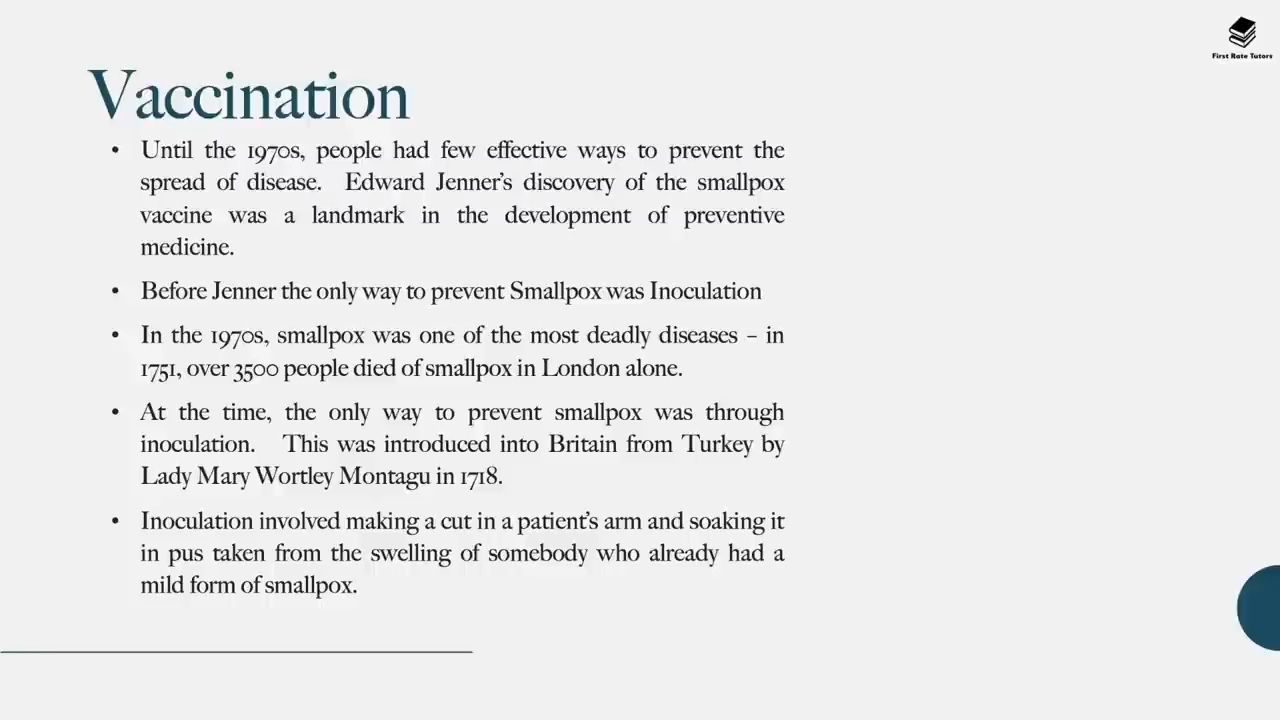 First Rate Tutors
Vaccination
• Until the 1970s, people had few effective ways to prevent the
spread of disease. Edward Jenner's discovery of the smallpox
vaccine was a landmark in the development of preventive
medicine.
• Before Jenner the only way to prevent Smallpox was Inoculation
• In the 1970s, smallpox was one of the most deadly diseases – in
1751, over 3500 people died of smallpox in London alone.
• At the time, the only way to prevent smallpox was through
inoculation. This was introduced into Britain from Turkey by
Lady Mary Wortley Montagu in 1718.
• Inoculation involved making a cut in a patient's arm and soaking it
in pus taken from the swelling of somebody who already had a
mild form of smallpox.